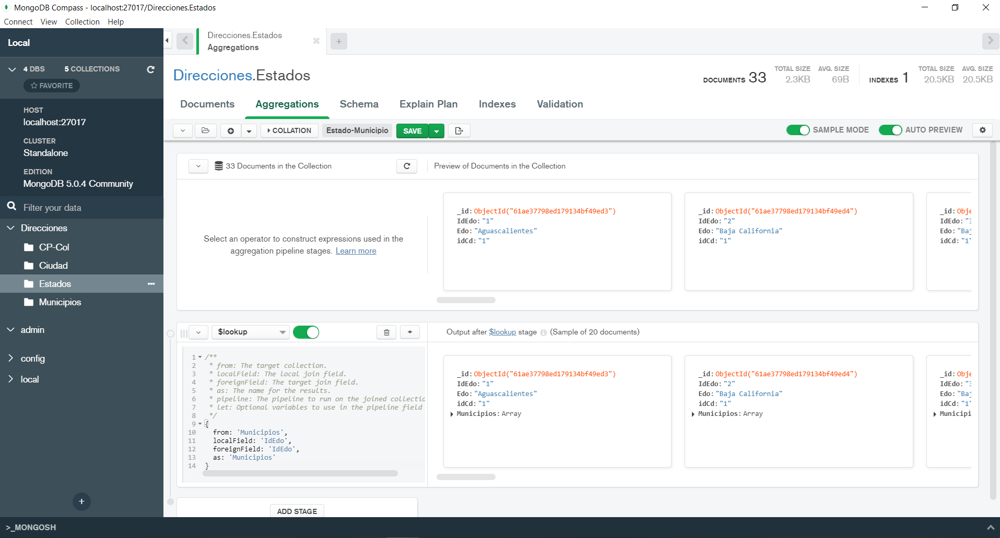 MongoDB Compass - localhost:27017/Direcciones.Estados
Connect View Collection Help
Local
4 DBS 5 COLLECTIONS
FAVORITE
HOST
localhost:27017
CLUSTER
Standalone
EDITION
MongoDB 5.0.4 Community
Filter your data
Direcciones
CP-Col
Ciudad
Estados
Municipios
admin
config
local
>_MONGOSH
Direcciones.Estados
Aggregations
Direcciones.Estados
DOCUMENTS 33 TOTAL SIZE 2.3KB AVG. SIZE 69B INDEXES 1 TOTAL SIZE 20.5KB AVG. SIZE 20.5KB
Documents Aggregations Schema Explain Plan Indexes Validation
COLLATION Estado-Municipio SAVE SAMPLE MODE AUTO PREVIEW
33 Documents in the Collection
Preview of Documents in the Collection
Select an operator to construct expressions used in the
aggregation pipeline stages. Learn more
_id: ObjectId("61ae37798ed179134bf49ed3")
IdEdo: "1"
Edo: "Aguascalientes"
idCd: "1"
_id: ObjectId("61ae37798ed179134bf49ed4")
IdEdo: "2"
Edo: "Baja California"
idCd: "1"
_id: Obje
IdEdo: "3
Edo: "Baj
idCd: "1"
$lookup
Output after $lookup stage (Sample of 20 documents)
1 /**
2 * from: The target collection.
3 * localField: The local join field.
4 * foreignField: The target join field.
5 * as: The name for the results.
6 * pipeline: The pipeline to run on the joined collectio
7 * let: Optional variables to use in the pipeline field
8 */
9 {
10 from: 'Municipios',
11 localField: 'IdEdo',
12 foreignField: 'IdEdo',
13 as: 'Municipios'
14 }
_id: ObjectId("61ae37798ed179134bf49ed3")
IdEdo: "1"
Edo: "Aguascalientes"
idCd: "1"
Municipios: Array
_id: ObjectId("61ae37798ed179134bf49ed4")
IdEdo: "2"
Edo: "Baja California"
idCd: "1"
Municipios: Array
_id: Obje
IdEdo: "3
Edo: "Baj
idCd: "1"
Municipi
ADD STAGE